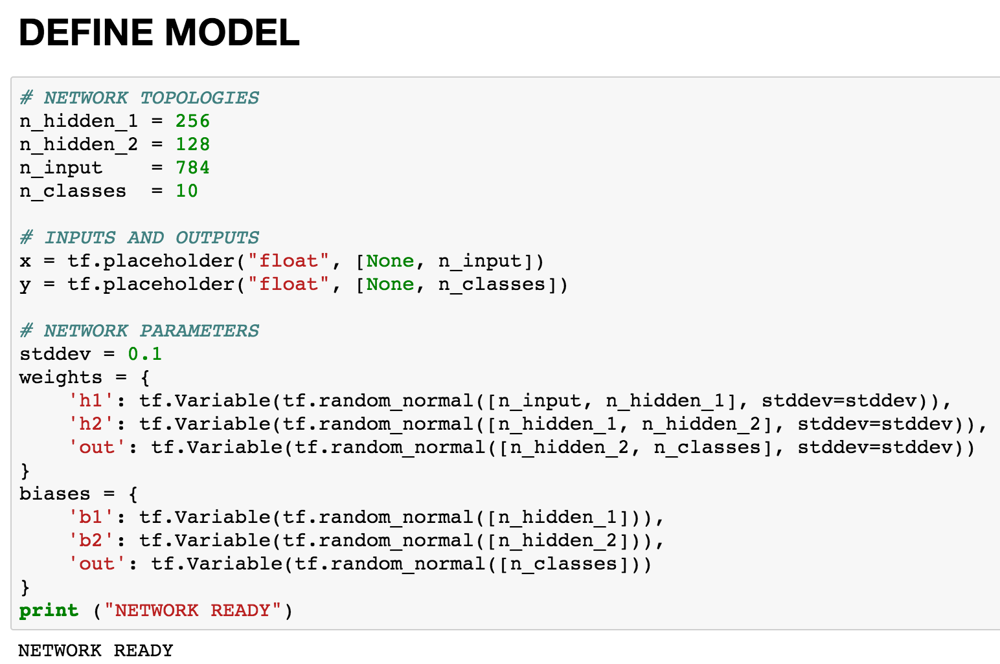 DEFINE MODEL
# NETWORK TOPOLOGIES
n_hidden_1 = 256
n_hidden_2 = 128
n_input    = 784
n_classes  = 10
# INPUTS AND OUTPUTS
x = tf.placeholder("float", [None, n_input])
y = tf.placeholder("float", [None, n_classes])
# NETWORK PARAMETERS
stddev = 0.1
weights = {
    'h1': tf.Variable(tf.random_normal([n_input, n_hidden_1], stddev=stddev)),
    'h2': tf.Variable(tf.random_normal([n_hidden_1, n_hidden_2], stddev=stddev)),
    'out': tf.Variable(tf.random_normal([n_hidden_2, n_classes], stddev=stddev))
}
biases = {
    'b1': tf.Variable(tf.random_normal([n_hidden_1])),
    'b2': tf.Variable(tf.random_normal([n_hidden_2])),
    'out': tf.Variable(tf.random_normal([n_classes]))
}
print ("NETWORK READY")
NETWORK READY